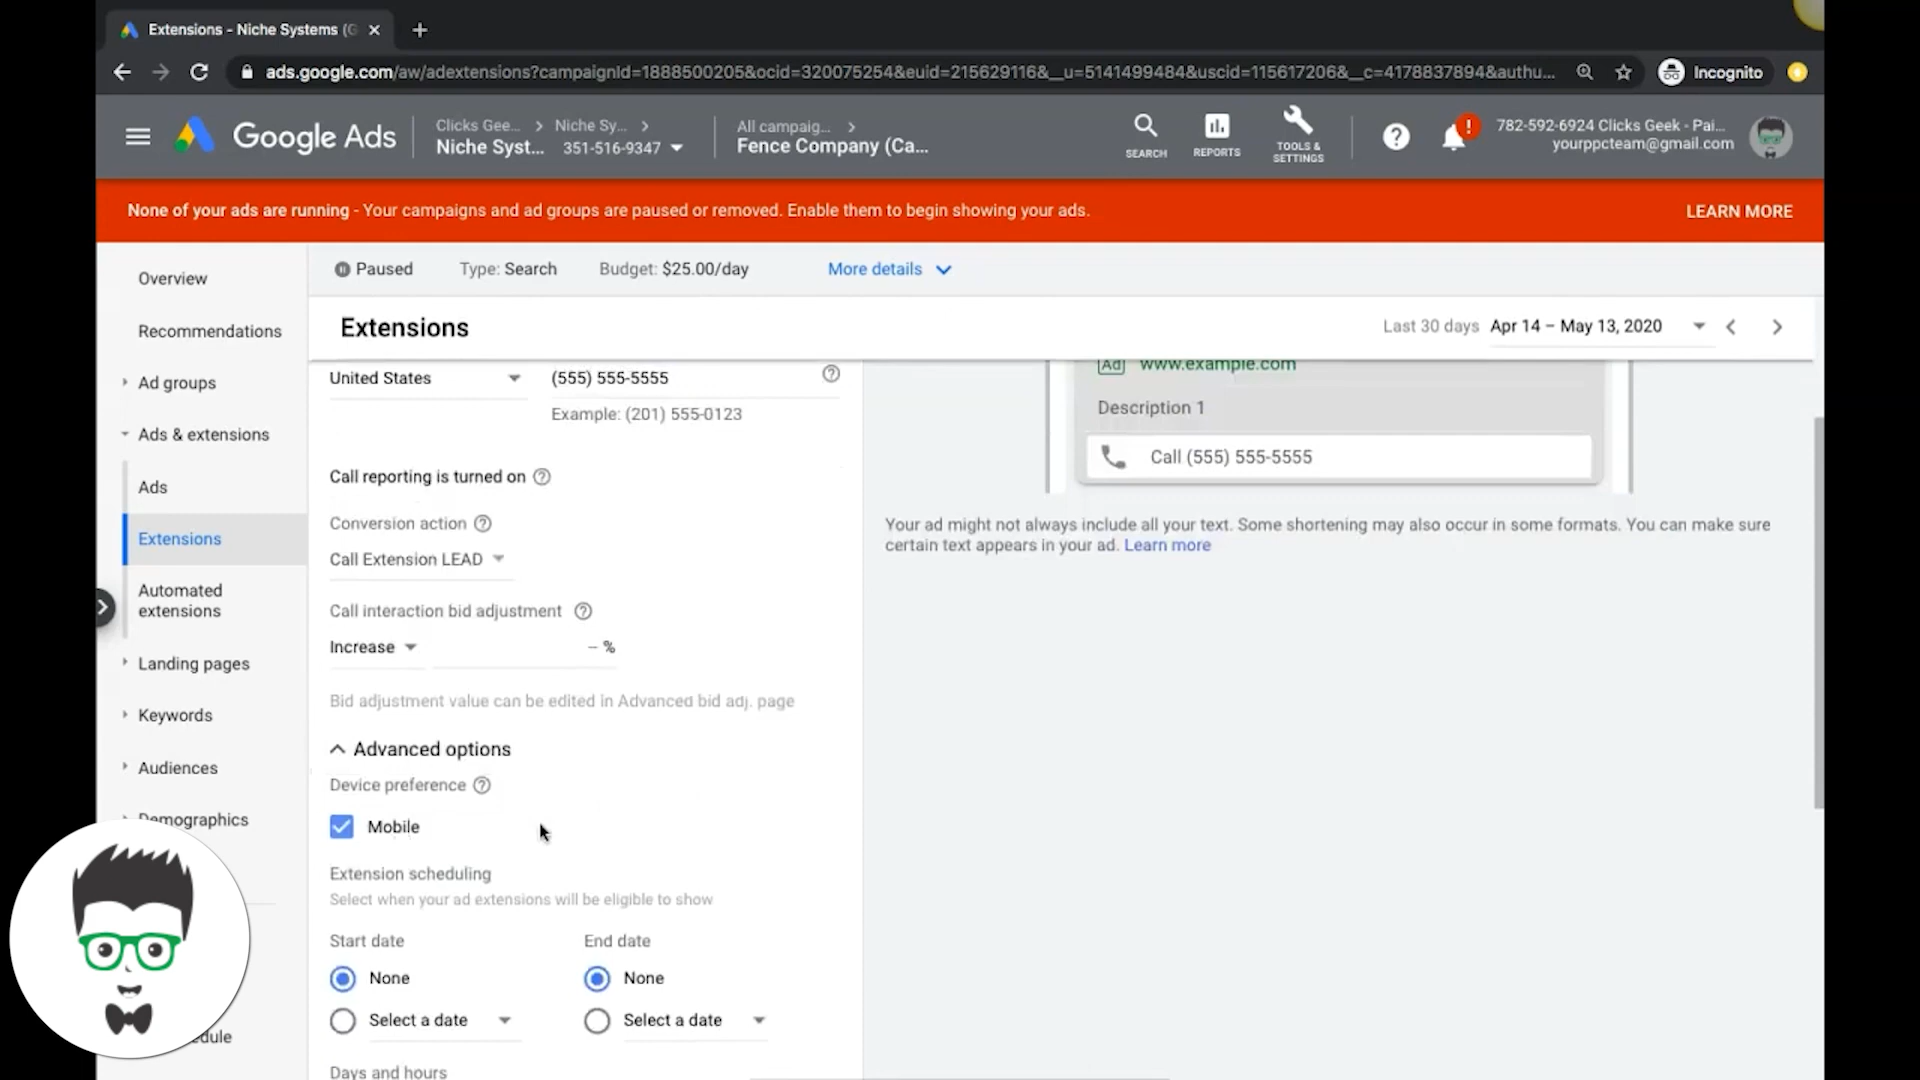 Extensions - Niche Systems (G
ads.google.com/aw/adextensions?campaignId=1888500205&ocid=320075254&euid=215629116&__u=5141499484&uscid=115617206&__c=4178837894&authu...
Incognito
Google Ads
Clicks Gee... > Niche Sy... >
Niche Syst... 351-516-9347
All campaig... >
Fence Company (Ca...
SEARCH
REPORTS
TOOLS &
SETTINGS
782-592-6924 Clicks Geek - Pai...
yourppcteam@gmail.com
None of your ads are running - Your campaigns and ad groups are paused or removed. Enable them to begin showing your ads.
LEARN MORE
Overview
Recommendations
Ad groups
Ads & extensions
Ads
Extensions
Automated
extensions
Landing pages
Keywords
Audiences
Demographics
edule
Paused
Type: Search
Budget: $25.00/day
More details
Extensions
Last 30 days Apr 14 – May 13, 2020
United States
(555) 555-5555
Example: (201) 555-0123
Call reporting is turned on
Conversion action
Call Extension LEAD
Call interaction bid adjustment
Increase
– %
Bid adjustment value can be edited in Advanced bid adj. page
Advanced options
Device preference
Mobile
Extension scheduling
Select when your ad extensions will be eligible to show
Start date
End date
None
None
Select a date
Select a date
Days and hours
Ad www.example.com
Description 1
Call (555) 555-5555
Your ad might not always include all your text. Some shortening may also occur in some formats. You can make sure
certain text appears in your ad. Learn more